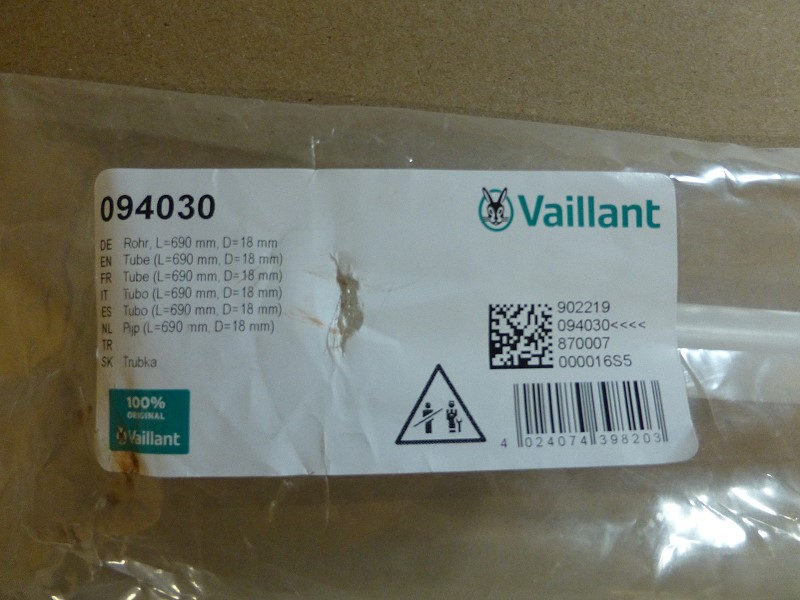 094030
Vaillant
DE Rohr, L=690 mm, D=18 mm
EN Tube (L=690 mm, D=18 mm)
FR Tube (L=690 mm, D=18 mm)
IT Tubo (L=690 mm, D=18 mm)
ES Tubo (L=690 mm, D=18 mm)
NL Pijp (L=690 mm, D=18 mm)
TR
SK Trubka
902219
094030<<<<
870007
000016S5
100%
ORIGINAL
Vaillant
4 024074 398203